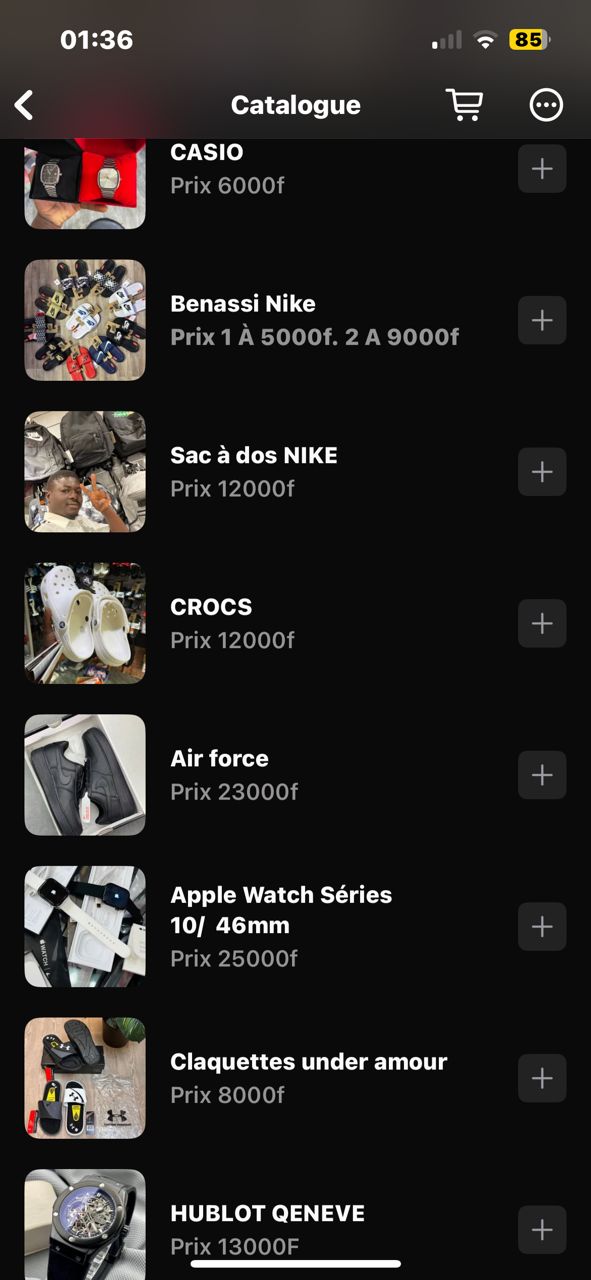 01:36
85
Catalogue
CASIO
Prix 6000f
Benassi Nike
Prix 1 À 5000f. 2 A 9000f
Sac à dos NIKE
Prix 12000f
CROCS
Prix 12000f
Air force
Prix 23000f
Apple Watch Séries
10/  46mm
Prix 25000f
Claquettes under amour
Prix 8000f
HUBLOT QENEVE
Prix 13000F